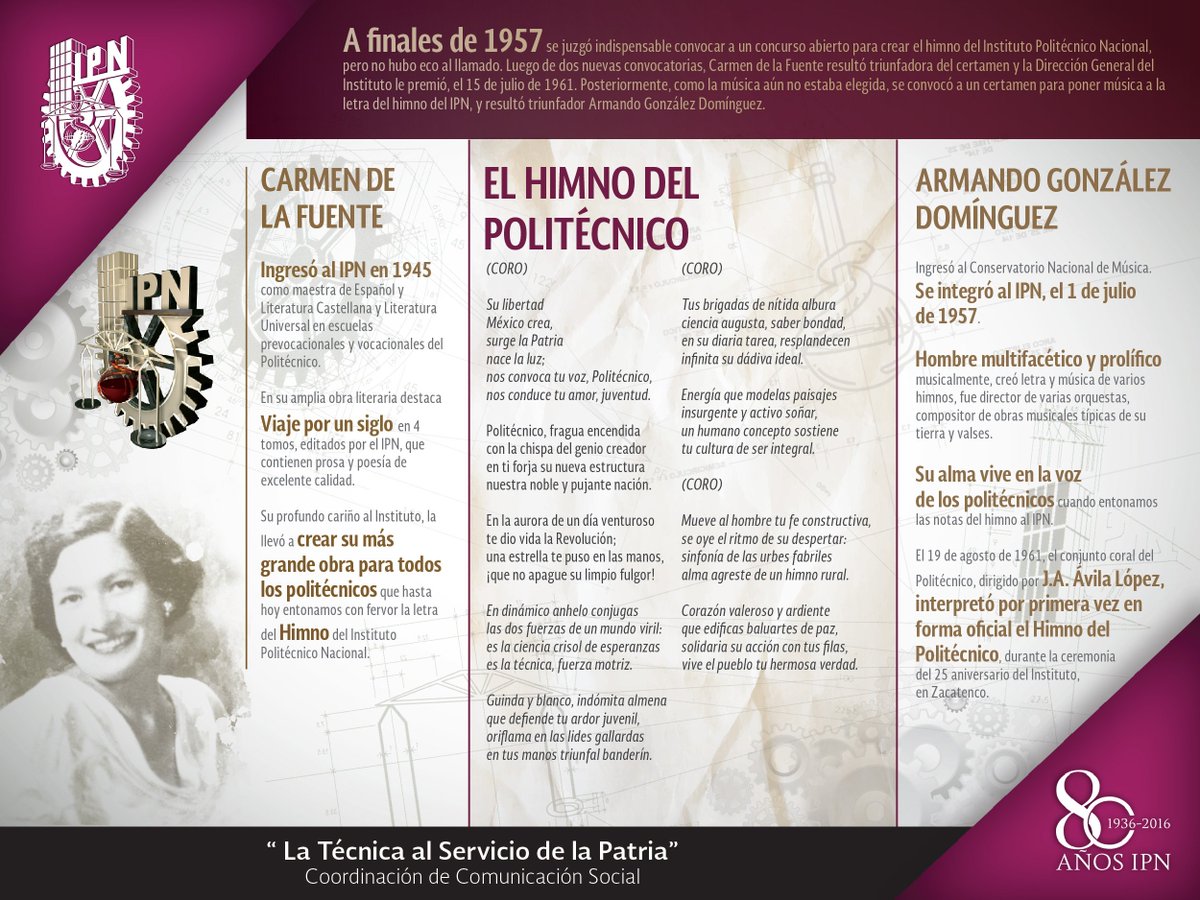 IPN
A finales de 1957 se juzgó indispensable convocar a un concurso abierto para crear el himno del Instituto Politécnico Nacional,
pero no hubo eco al llamado. Luego de dos nuevas convocatorias, Carmen de la Fuente resultó triunfadora del certamen y la Dirección General del
Instituto le premió, el 15 de julio de 1961. Posteriormente, como la música aún no estaba elegida, se convocó a un certamen para poner música a la
letra del himno del IPN, y resultó triunfador Armando González Domínguez.
IPN
CARMEN DE
LA FUENTE
Ingresó al IPN en 1945
como maestra de Español y
Literatura Castellana y Literatura
Universal en escuelas
prevocacionales y vocacionales del
Politécnico.
En su amplia obra literaria destaca
Viaje por un siglo en 4
tomos, editados por el IPN, que
contienen prosa y poesía de
excelente calidad.
Su profundo cariño al Instituto, la
llevó a crear su más
grande obra para todos
los politécnicos que hasta
hoy entonamos con fervor la letra
del Himno del Instituto
Politécnico Nacional.
EL HIMNO DEL
POLITÉCNICO
(CORO)
Su libertad
México crea,
surge la Patria
nace la luz;
nos convoca tu voz, Politécnico,
nos conduce tu amor, juventud.
Politécnico, fragua encendida
con la chispa del genio creador
en ti forja su nueva estructura
nuestra noble y pujante nación.
En la aurora de un día venturoso
te dio vida la Revolución;
una estrella te puso en las manos,
¡que no apague su limpio fulgor!
En dinámico anhelo conjugas
las dos fuerzas de un mundo viril:
es la ciencia crisol de esperanzas
es la técnica, fuerza motriz.
Guinda y blanco, indómita almena
que defiende tu ardor juvenil,
oriflama en las lides gallardas
en tus manos triunfal banderín.
(CORO)
Tus brigadas de nítida albura
ciencia augusta, saber bondad,
en su diaria tarea, resplandecen
infinita su dádiva ideal.
Energía que modelas paisajes
insurgente y activo soñar,
un humano concepto sostiene
tu cultura de ser integral.
(CORO)
Mueve al hombre tu fe constructiva,
se oye el ritmo de su despertar:
sinfonía de las urbes fabriles
alma agreste de un himno rural.
Corazón valeroso y ardiente
que edificas baluartes de paz,
solidaria su acción con tus filas,
vive el pueblo tu hermosa verdad.
ARMANDO GONZÁLEZ
DOMÍNGUEZ
Ingresó al Conservatorio Nacional de Música.
Se integró al IPN, el 1 de julio
de 1957.
Hombre multifacético y prolífico
musicalmente, creó letra y música de varios
himnos, fue director de varias orquestas,
compositor de obras musicales típicas de su
tierra y valses.
Su alma vive en la voz
de los politécnicos cuando entonamos
las notas del himno al IPN.
El 19 de agosto de 1961, el conjunto coral del
Politécnico, dirigido por J.A. Ávila López,
interpretó por primera vez en
forma oficial el Himno del
Politécnico, durante la ceremonia
del 25 aniversario del Instituto,
en Zacatenco.
“ La Técnica al Servicio de la Patria”
Coordinación de Comunicación Social
80
1936-2016
AÑOS IPN